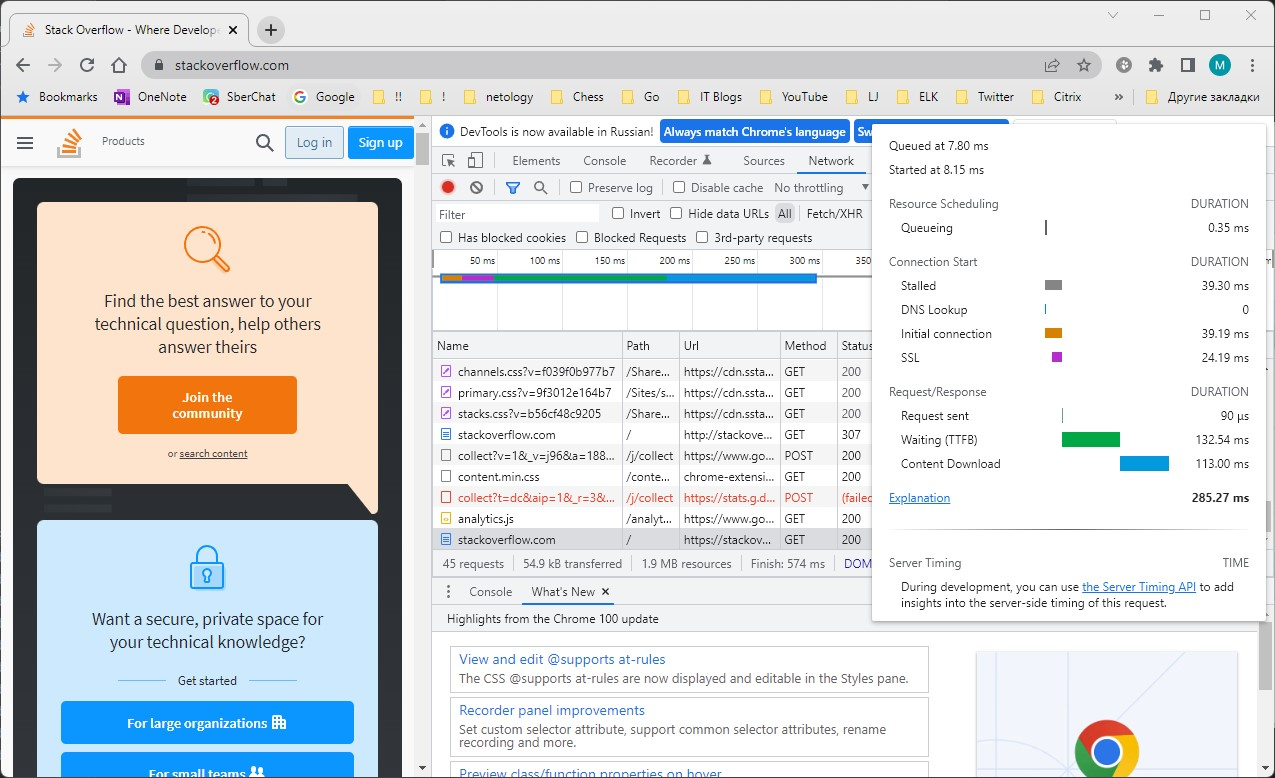 Stack Overflow - Where Develope
stackoverflow.com
M
Bookmarks
OneNote
SberChat
Google
!!
!
netology
Chess
Go
IT Blogs
YouTube
LJ
ELK
Twitter
Citrix
»
Другие закладки
Products
Log in
Sign up
Find the best answer to your
technical question, help others
answer theirs
Join the
community
or search content
Want a secure, private space for
your technical knowledge?
Get started
For large organizations
For small teams
DevTools is now available in Russian!
Always match Chrome's language
Sw
Elements
Console
Recorder
Sources
Network
Preserve log
Disable cache
No throttling
Filter
Invert
Hide data URLs
All
Fetch/XHR
Has blocked cookies
Blocked Requests
3rd-party requests
50 ms
100 ms
150 ms
200 ms
250 ms
300 ms
350
Name Path Url Method Status
channels.css?v=f039f0b977b7 /Share... https://cdn.ssta... GET 200
primary.css?v=9f3012e164b7 /Sites/s... https://cdn.ssta... GET 200
stacks.css?v=b56cf48c9205 /Share... https://cdn.ssta... GET 200
stackoverflow.com / http://stackove... GET 307
collect?v=1&_v=j96&a=188... /j/collect https://www.go... POST 200
content.min.css /conte... chrome-extensi... GET 200
collect?t=dc&aip=1&_r=3&... /j/collect https://stats.g.d... POST (failed
analytics.js /analyt... https://www.go... GET 200
stackoverflow.com / https://stackov... GET 200
45 requests
54.9 kB transferred
1.9 MB resources
Finish: 574 ms
DOM
Console
What's New
Highlights from the Chrome 100 update
View and edit @supports at-rules
The CSS @supports at-rules are now displayed and editable in the Styles pane.
Recorder panel improvements
Set custom selector attribute, support common selector attributes, rename
recording and more.
Preview class/function properties on hover
Queued at 7.80 ms
Started at 8.15 ms
Resource Scheduling DURATION
Queueing 0.35 ms
Connection Start DURATION
Stalled 39.30 ms
DNS Lookup 0
Initial connection 39.19 ms
SSL 24.19 ms
Request/Response DURATION
Request sent 90 μs
Waiting (TTFB) 132.54 ms
Content Download 113.00 ms
Explanation 285.27 ms
Server Timing TIME
During development, you can use the Server Timing API to add
insights into the server-side timing of this request.